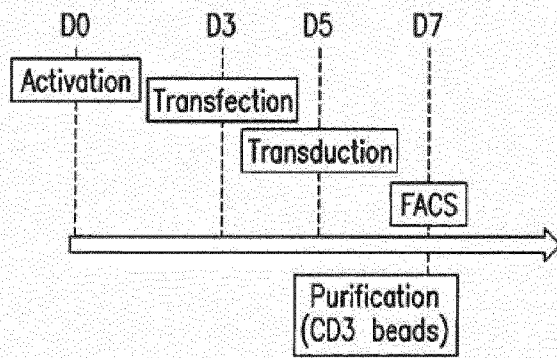 D0 D3 D5 D7
Activation
Transfection
Transduction
FACS
Purification
(CD3 beads)